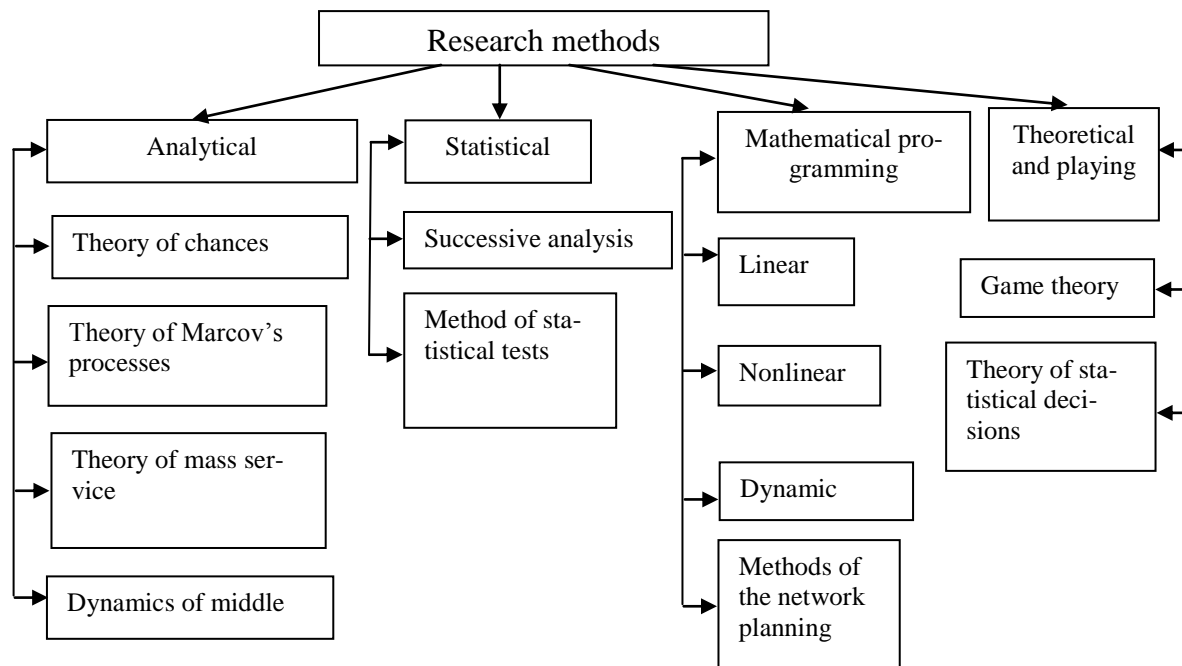 Research methods
Analytical
Theory of chances
Theory of Marcov's
processes
Theory of mass ser-
vice
Dynamics of middle
Statistical
Successive analysis
Method of sta-
tistical tests
Mathematical pro-
gramming
Linear
Nonlinear
Dynamic
Methods of
the network
planning
Theoretical
and playing
Game theory
Theory of sta-
tistical deci-
sions